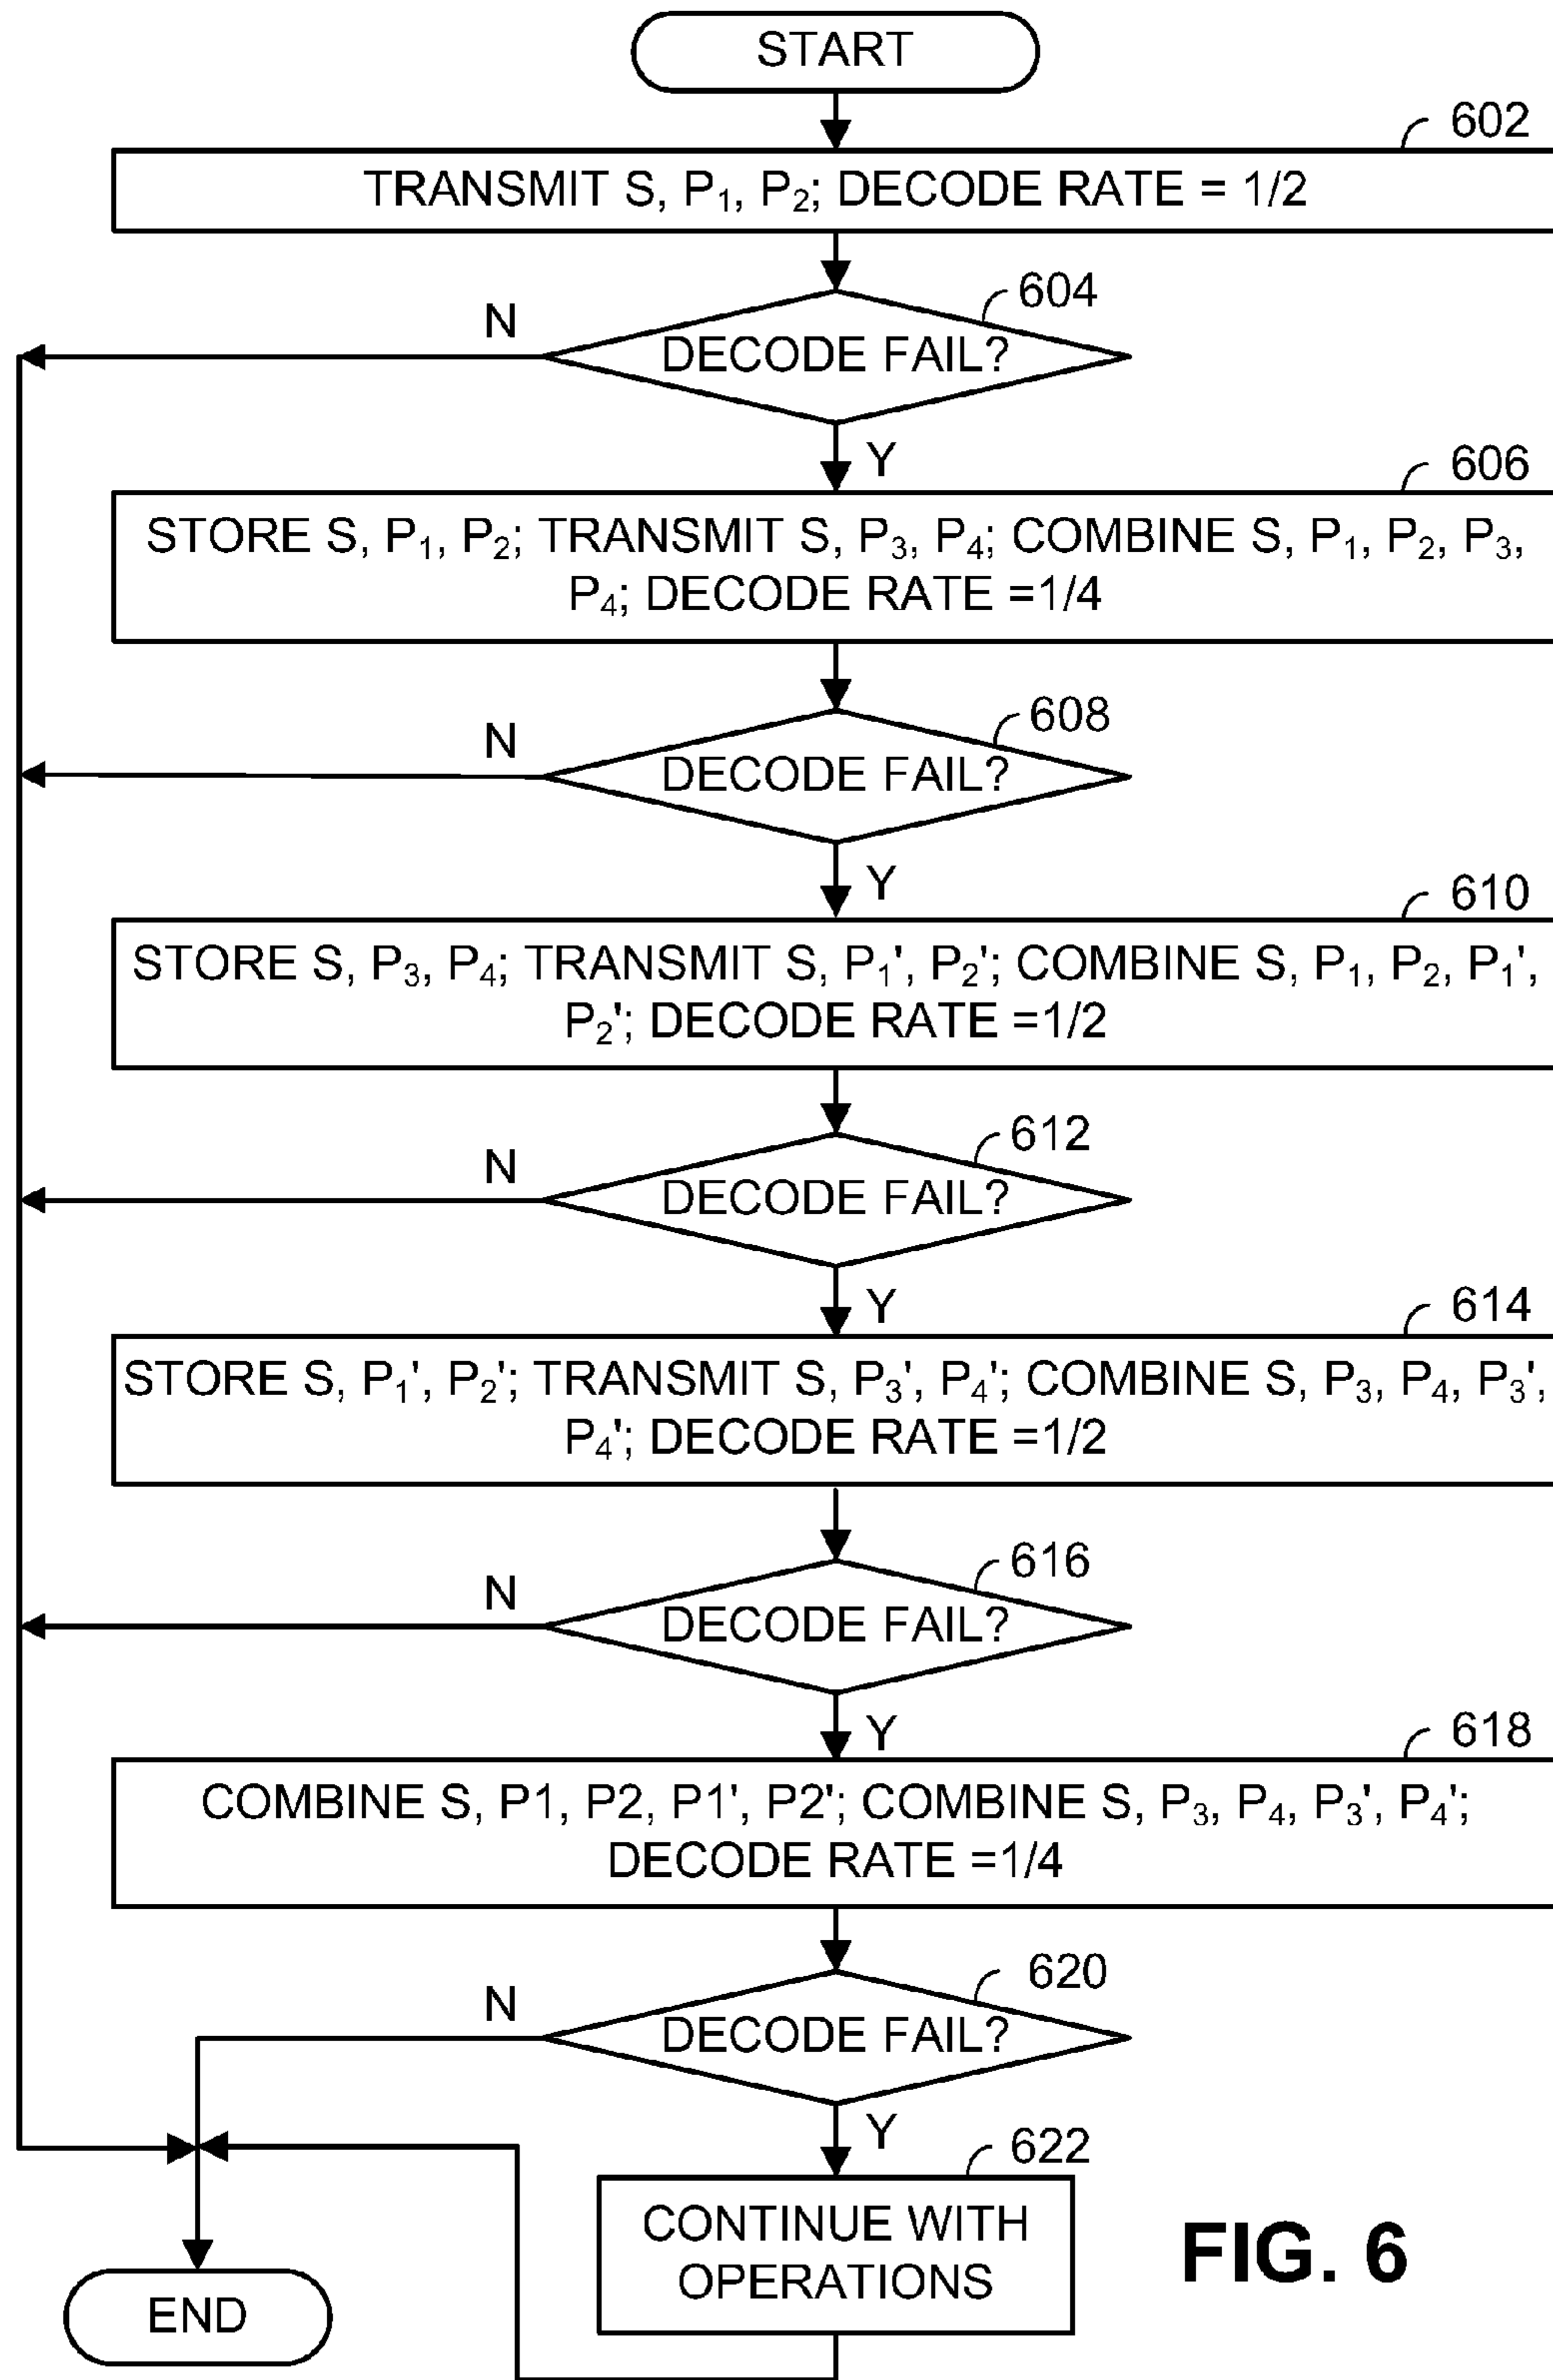 START
602
TRANSMIT S, P₁, P₂; DECODE RATE = 1/2
604
N
DECODE FAIL?
Y
606
STORE S, P₁, P₂; TRANSMIT S, P₃, P₄; COMBINE S, P₁, P₂, P₃,
P₄; DECODE RATE =1/4
608
N
DECODE FAIL?
Y
610
STORE S, P₃, P₄; TRANSMIT S, P₁', P₂'; COMBINE S, P₁, P₂, P₁',
P₂'; DECODE RATE =1/2
612
N
DECODE FAIL?
Y
614
STORE S, P₁', P₂'; TRANSMIT S, P₃', P₄'; COMBINE S, P₃, P₄, P₃',
P₄'; DECODE RATE =1/2
616
N
DECODE FAIL?
Y
618
COMBINE S, P1, P2, P1', P2'; COMBINE S, P₃, P₄, P₃', P₄';
DECODE RATE =1/4
620
N
DECODE FAIL?
Y
622
CONTINUE WITH
OPERATIONS
FIG. 6
END